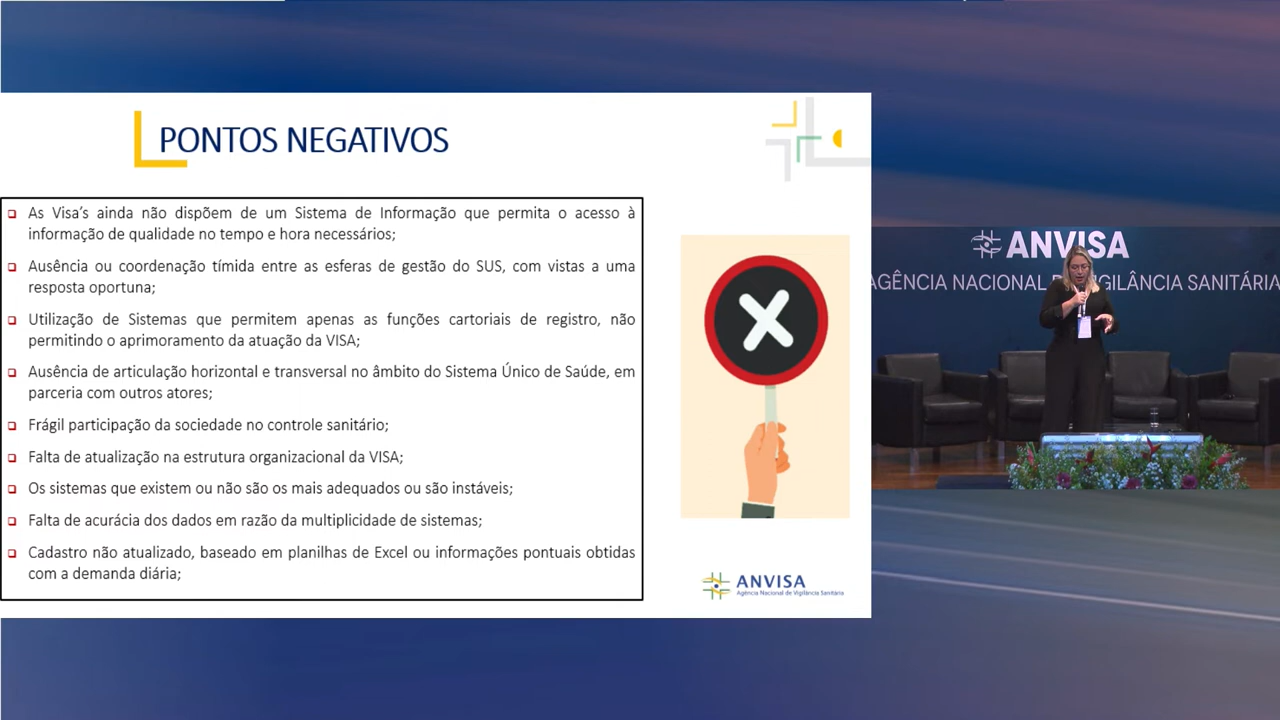 PONTOS NEGATIVOS
As Visa's ainda não dispõem de um Sistema de Informação que permita o acesso à
informação de qualidade no tempo e hora necessários;
Ausência ou coordenação tímida entre as esferas de gestão do SUS, com vistas a uma
resposta oportuna;
Utilização de Sistemas que permitem apenas as funções cartoriais de registro, não
permitindo o aprimoramento da atuação da VISA;
Ausência de articulação horizontal e transversal no âmbito do Sistema Único de Saúde, em
parceria com outros atores;
Frágil participação da sociedade no controle sanitário;
Falta de atualização na estrutura organizacional da VISA;
Os sistemas que existem ou não são os mais adequados ou são instáveis;
Falta de acurácia dos dados em razão da multiplicidade de sistemas;
Cadastro não atualizado, baseado em planilhas de Excel ou informações pontuais obtidas
com a demanda diária;
ANVISA
Agência Nacional de Vigilância Sanitária
ANVISA
AGÊNCIA NACIONAL DE VIGILÂNCIA SANITÁRIA